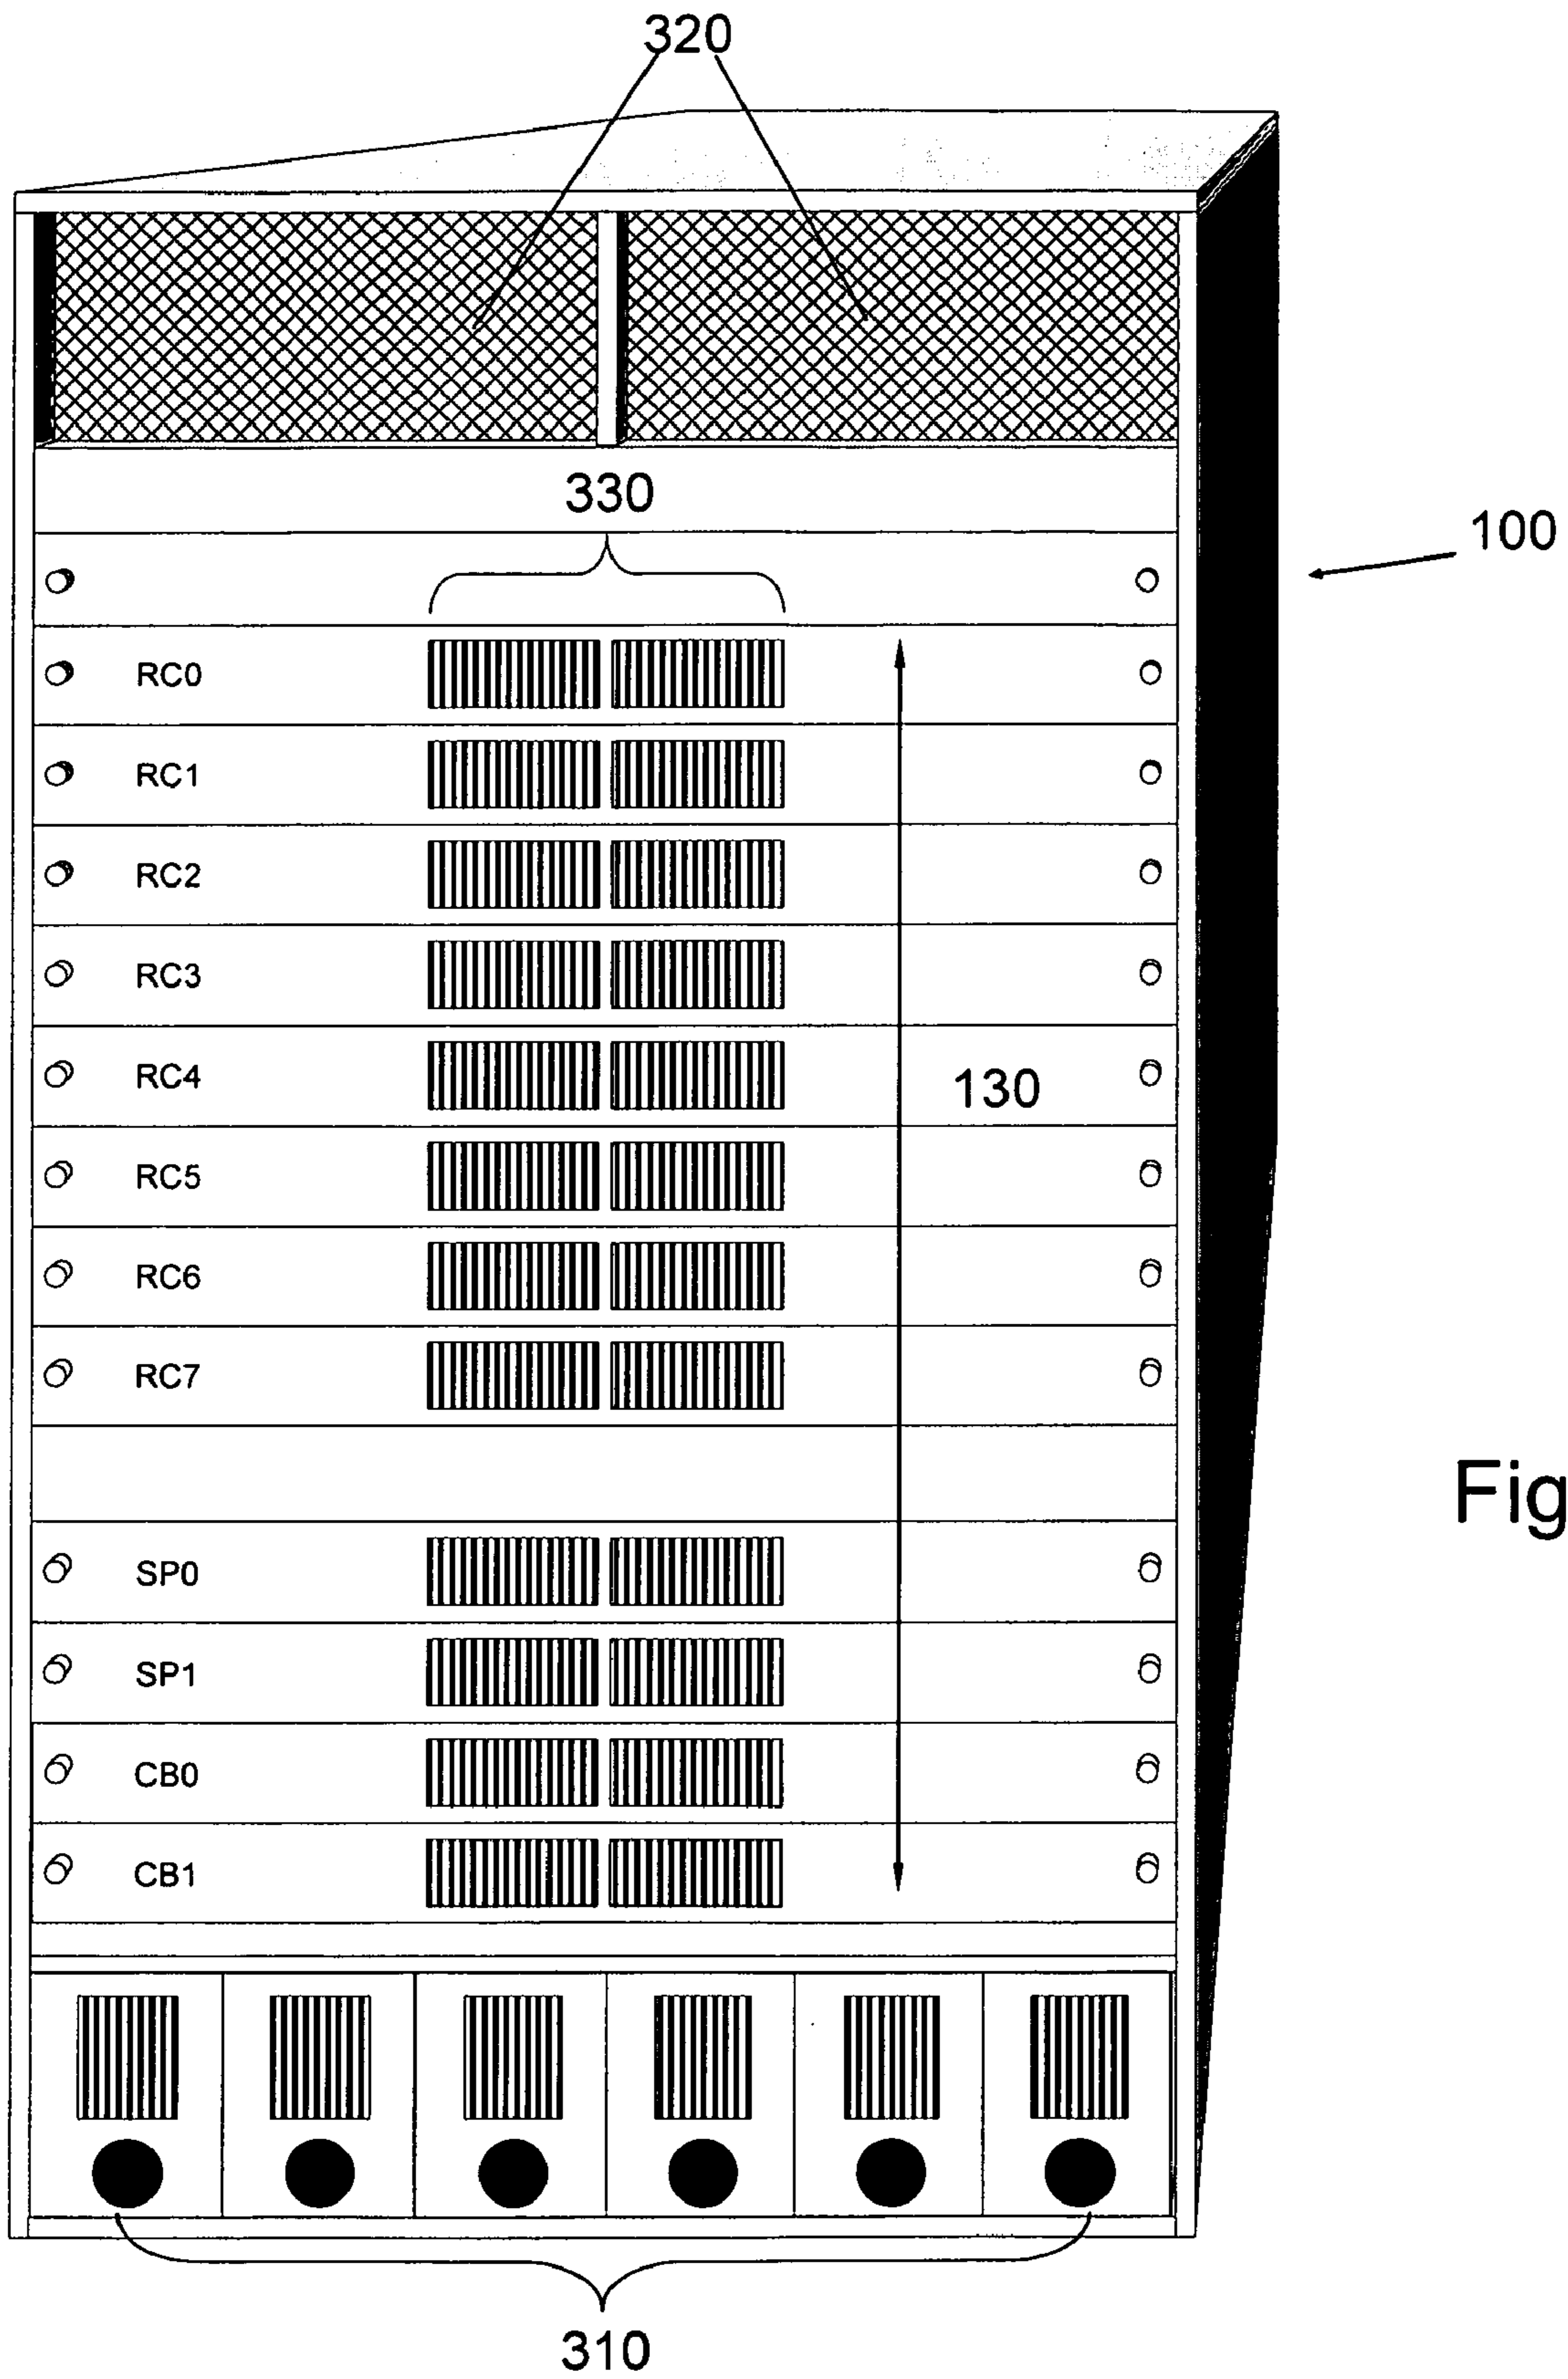 320
330
100
RC0
RC1
RC2
RC3
RC4
130
RC5
RC6
RC7
Fig
SP0
SP1
CB0
CB1
310